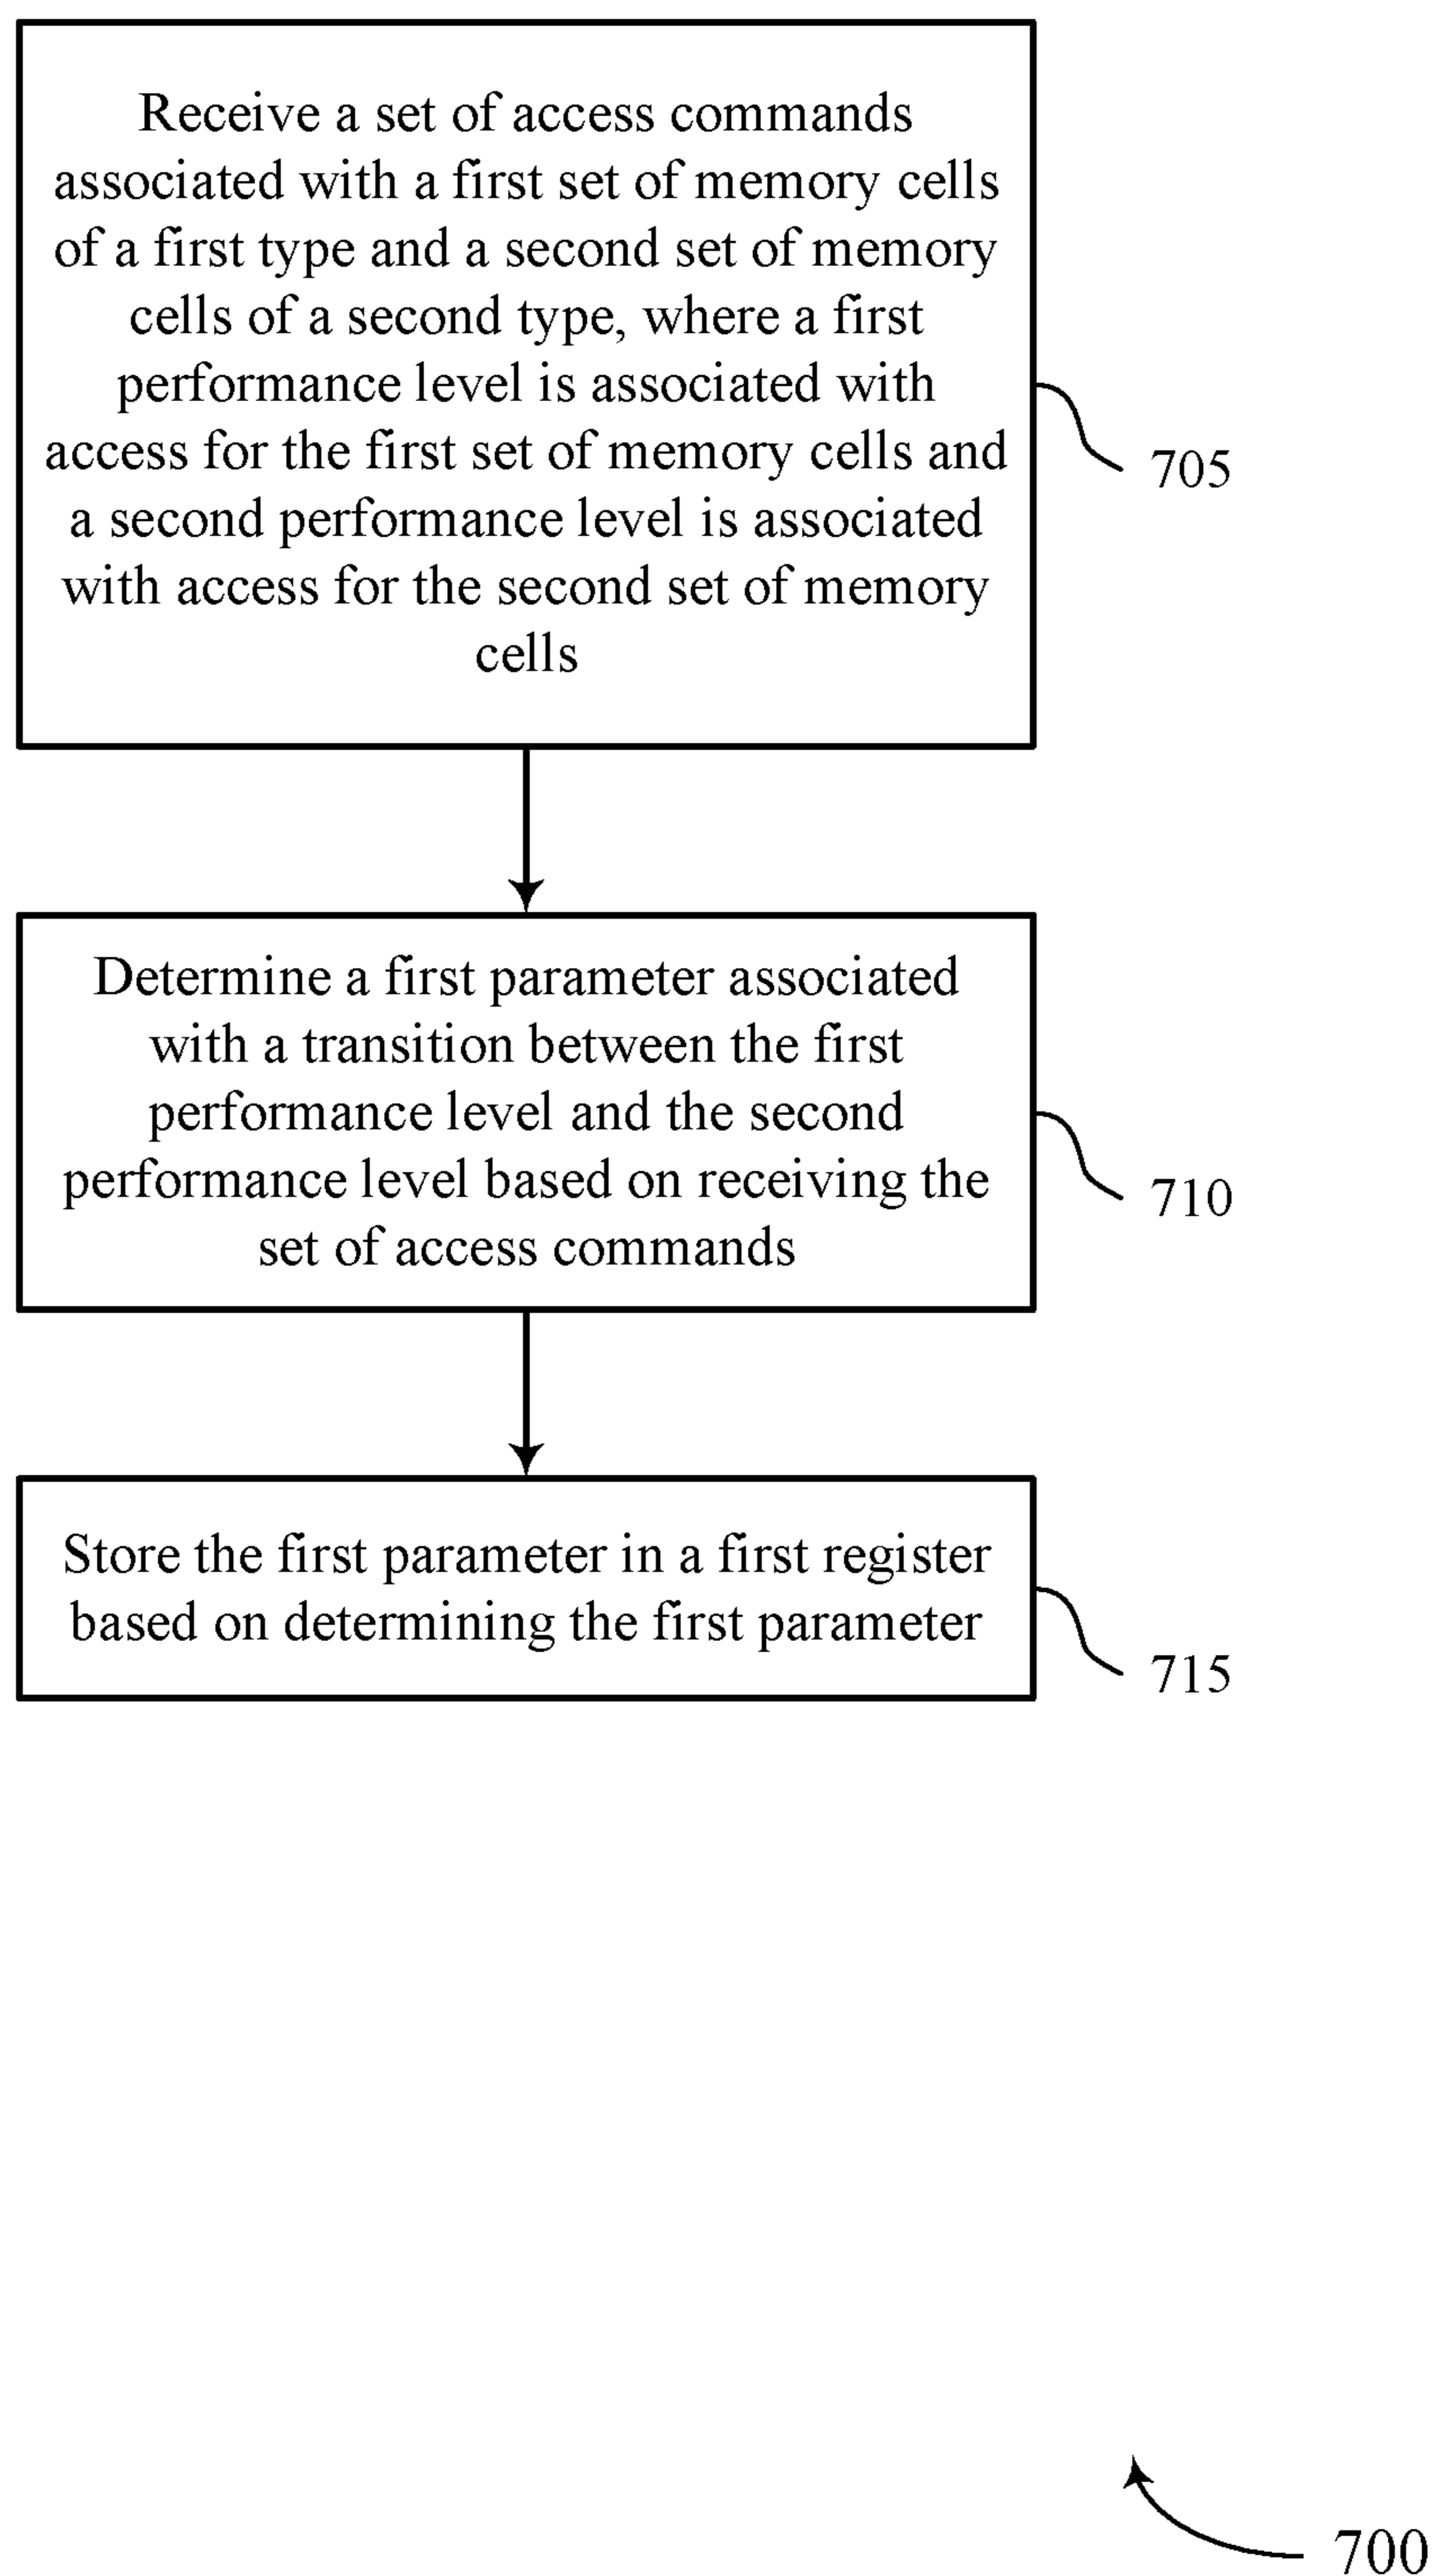 Receive a set of access commands
associated with a first set of memory cells
of a first type and a second set of memory
cells of a second type, where a first
performance level is associated with
access for the first set of memory cells and
a second performance level is associated
with access for the second set of memory
cells
705
Determine a first parameter associated
with a transition between the first
performance level and the second
performance level based on receiving the
set of access commands
710
Store the first parameter in a first register
based on determining the first parameter
715
700